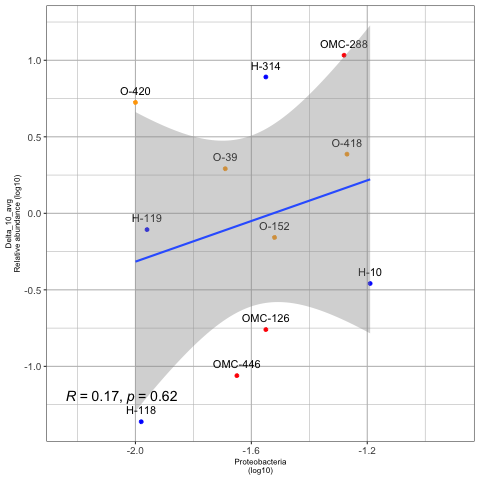 OMC-288
H-314
1.0
O-420
0.5
O-418
O-39
H-119
0.0
O-152
H-10
-0.5
OMC-126
OMC-446
-1.0
R = 0.17, p = 0.62
H-118
-2.0 -1.6 -1.2
Proteobacteria
(log10)
Delta_10_avg
Relative abundance (log10)